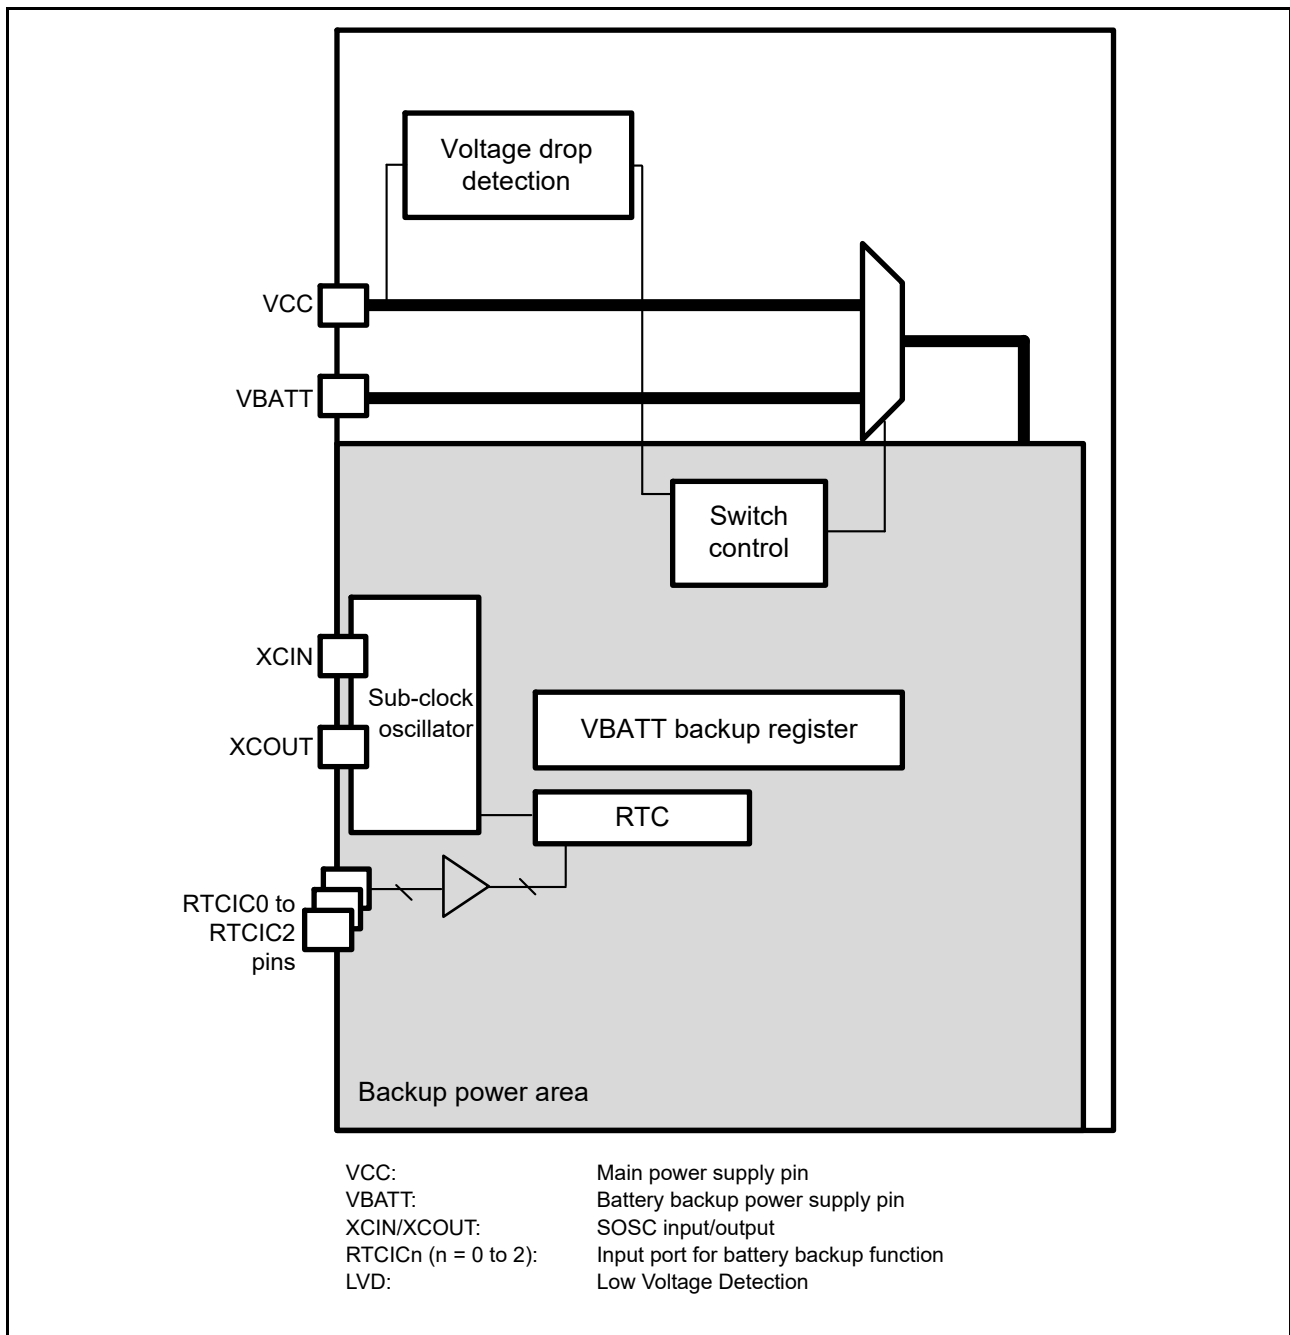 Voltage drop
detection
VCC
VBATT
Switch
control
XCIN
Sub-clock
oscillator
XCOUT
VBATT backup register
RTC
RTCIC0 to
RTCIC2
pins
Backup power area
VCC: Main power supply pin
VBATT: Battery backup power supply pin
XCIN/XCOUT: SOSC input/output
RTCICn (n = 0 to 2): Input port for battery backup function
LVD: Low Voltage Detection